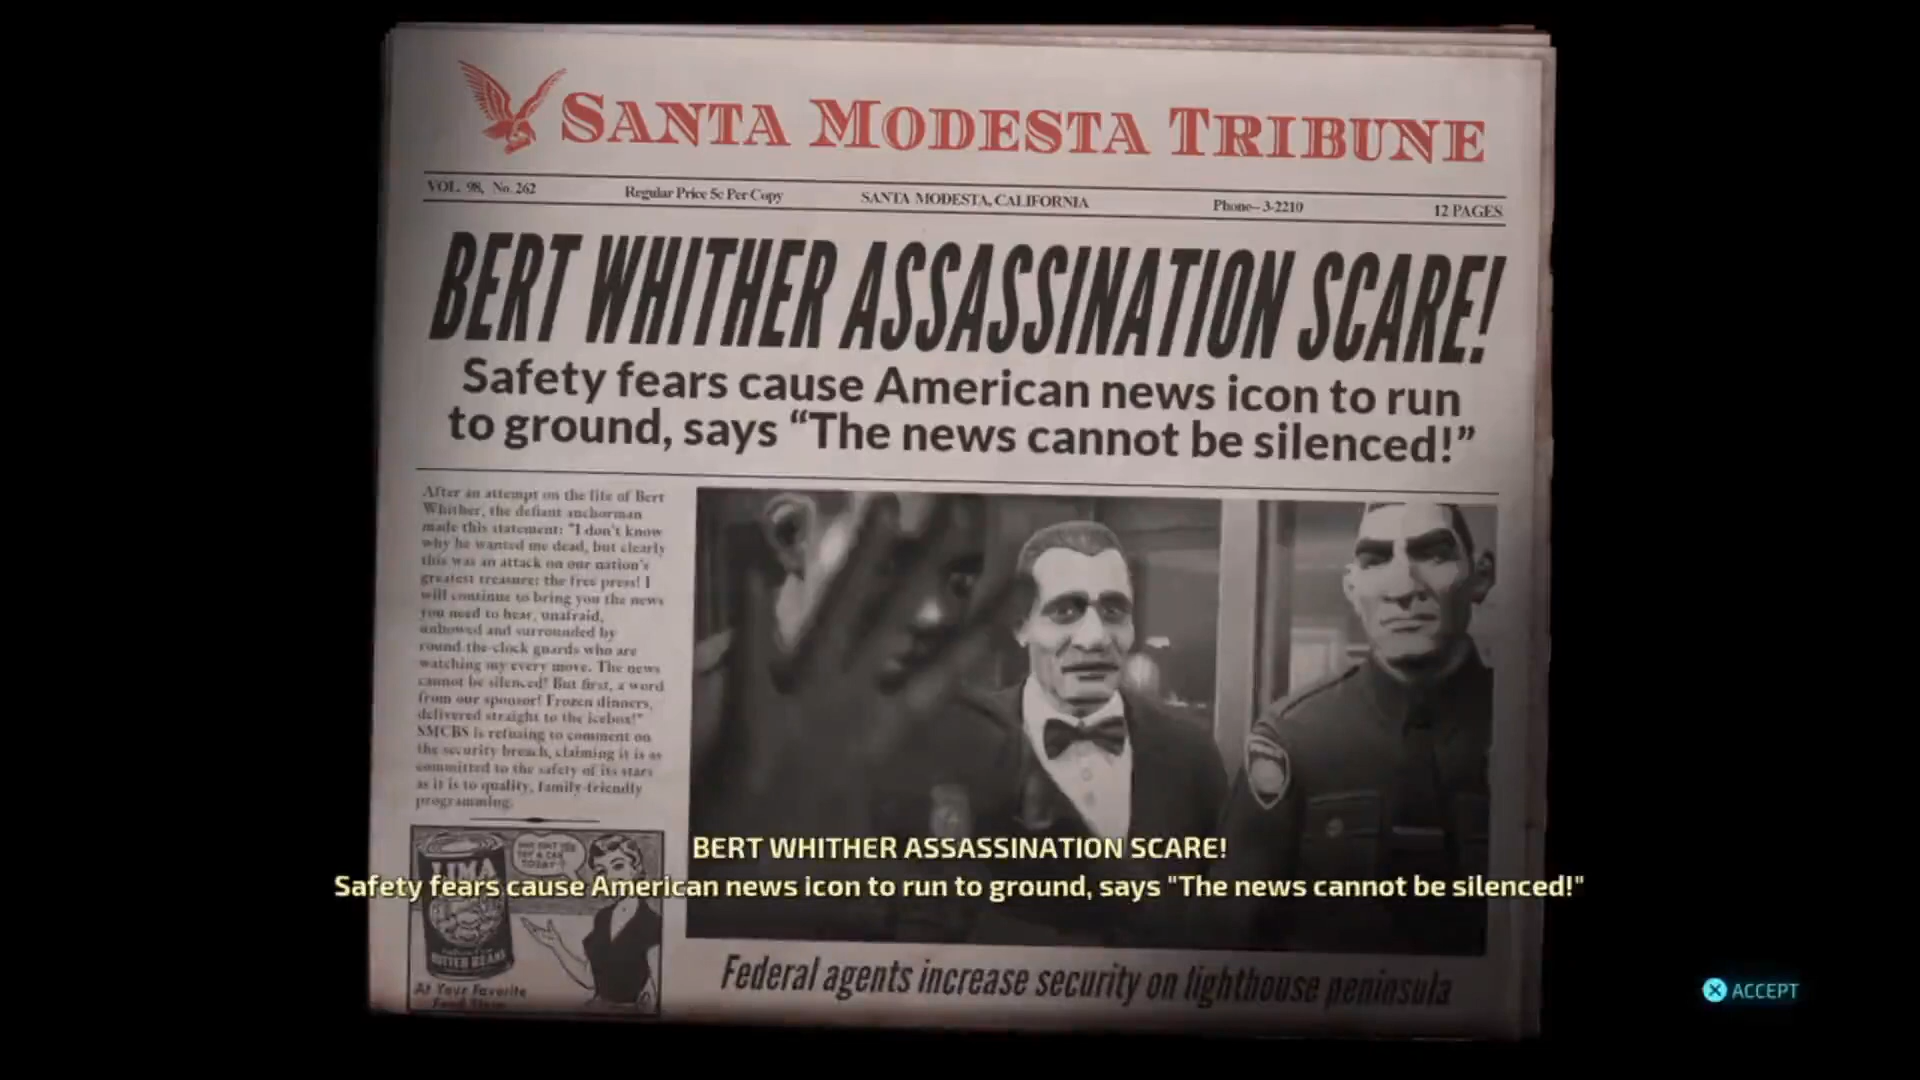 SANTA MODESTA TRIBUNE
VOL. 98, No. 262 Regular Price 5c Per Copy SANTA MODESTA, CALIFORNIA Phone-- 3-2210 12 PAGES
BERT WHITHER ASSASSINATION SCARE!
Safety fears cause American news icon to run
to ground, says “The news cannot be silenced!”
After an attempt on the life of Bert
Whither, the defiant anchorman
made this statement: "I don't know
why he wanted me dead, but clearly
this was an attack on our nation's
greatest treasure: the free press! I
will continue to bring you the news
you need to hear, unafraid,
unbowed and surrounded by
round-the-clock guards who are
watching my every move. The news
cannot be silenced! But first, a word
from our sponsor! Frozen dinners,
delivered straight to the icebox!"
SMCBS is refusing to comment on
the security breach, claiming it is as
committed to the safety of its stars
as it is to quality, family-friendly
programming.
LIMA
BUTTER BEANS
TRY A CAN
TODAY?
At Your Favorite
BERT WHITHER ASSASSINATION SCARE!
Safety fears cause American news icon to run to ground, says "The news cannot be silenced!"
Federal agents increase security on lighthouse peninsula
ACCEPT